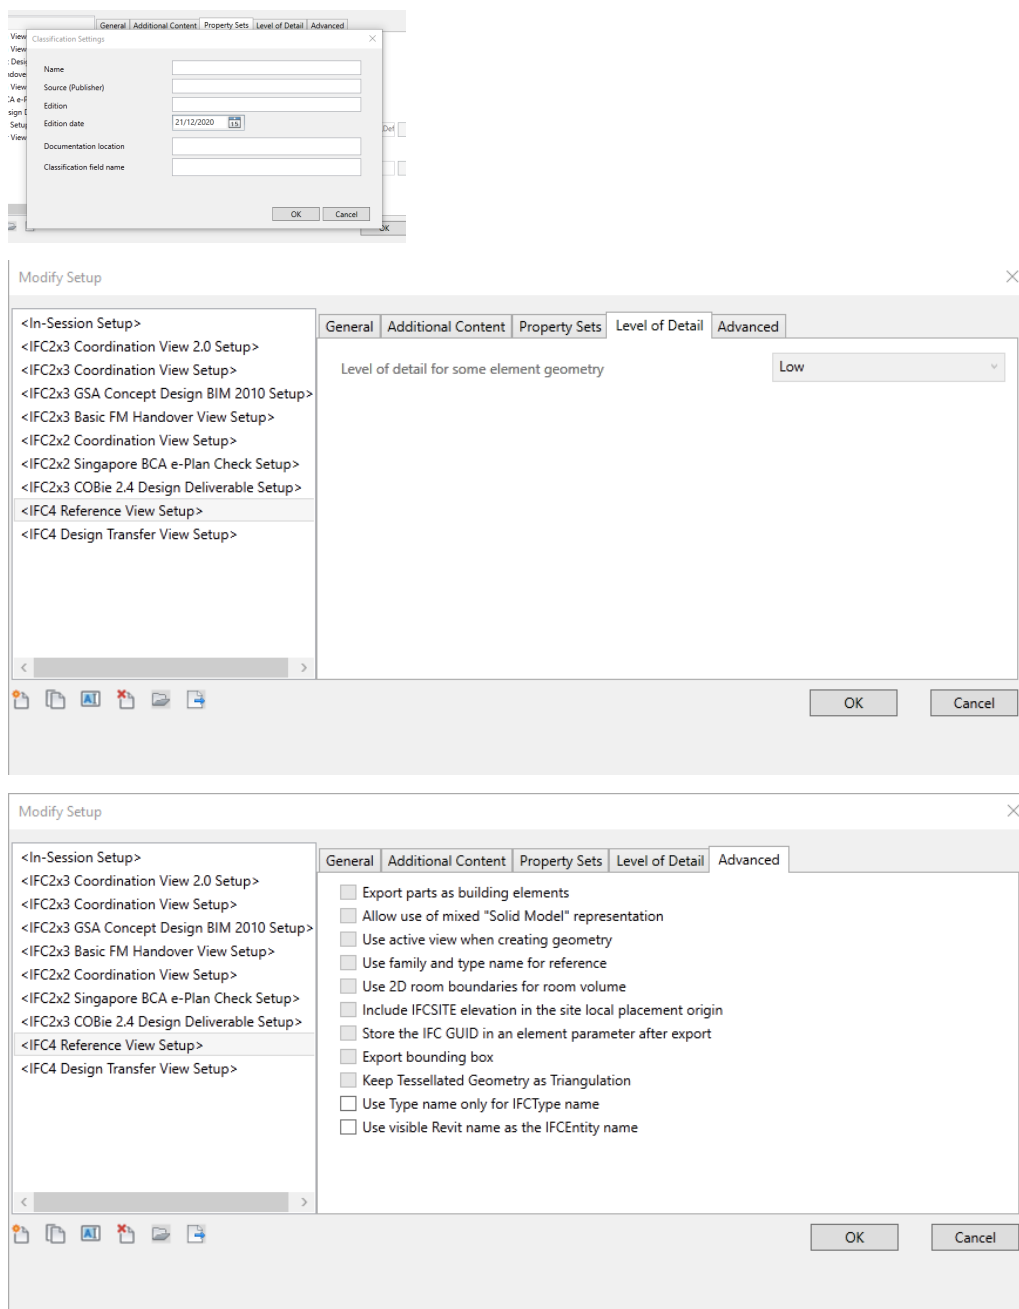 General Additional Content Property Sets Level of Detail Advanced
View
Classification Settings
View
Name
View
Source (Publisher)
Edition
Edition date 21/12/2020 15
Def
View
Documentation location
Classification field name
OK Cancel
OK
Modify Setup
<In-Session Setup>
<IFC2x3 Coordination View 2.0 Setup>
<IFC2x3 Coordination View Setup>
<IFC2x3 GSA Concept Design BIM 2010 Setup>
<IFC2x3 Basic FM Handover View Setup>
<IFC2x2 Coordination View Setup>
<IFC2x2 Singapore BCA e-Plan Check Setup>
<IFC2x3 COBie 2.4 Design Deliverable Setup>
<IFC4 Reference View Setup>
<IFC4 Design Transfer View Setup>
General Additional Content Property Sets Level of Detail Advanced
Level of detail for some element geometry Low
OK Cancel
Modify Setup
<In-Session Setup>
<IFC2x3 Coordination View 2.0 Setup>
<IFC2x3 Coordination View Setup>
<IFC2x3 GSA Concept Design BIM 2010 Setup>
<IFC2x3 Basic FM Handover View Setup>
<IFC2x2 Coordination View Setup>
<IFC2x2 Singapore BCA e-Plan Check Setup>
<IFC2x3 COBie 2.4 Design Deliverable Setup>
<IFC4 Reference View Setup>
<IFC4 Design Transfer View Setup>
General Additional Content Property Sets Level of Detail Advanced
Export parts as building elements
Allow use of mixed "Solid Model" representation
Use active view when creating geometry
Use family and type name for reference
Use 2D room boundaries for room volume
Include IFCSITE elevation in the site local placement origin
Store the IFC GUID in an element parameter after export
Export bounding box
Keep Tessellated Geometry as Triangulation
Use Type name only for IFCType name
Use visible Revit name as the IFCEntity name
OK Cancel